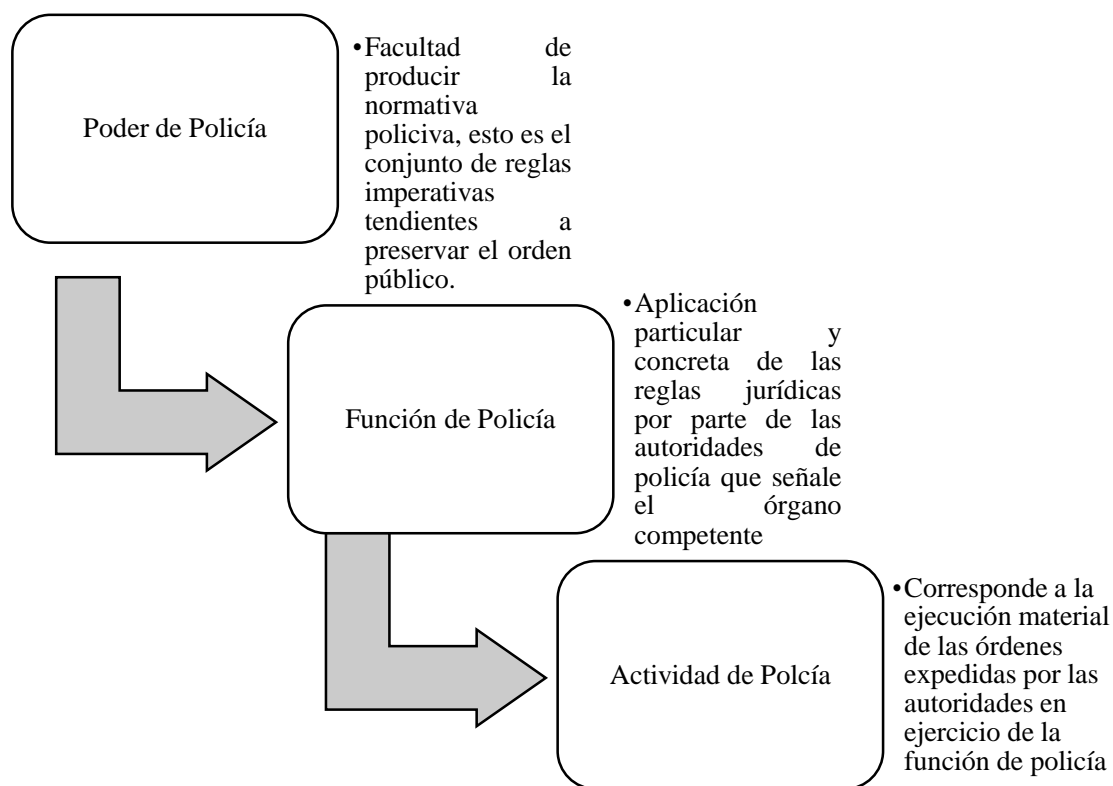 Poder de Policía
•Facultad de
producir la
normativa
policiva, esto es el
conjunto de reglas
imperativas
tendientes a
preservar el orden
público.
Función de Policía
•Aplicación
particular y
concreta de las
reglas jurídicas
por parte de las
autoridades de
policía que señale
el órgano
competente
Actividad de Polcía
•Corresponde a la
ejecución material
de las órdenes
expedidas por las
autoridades en
ejercicio de la
función de policía